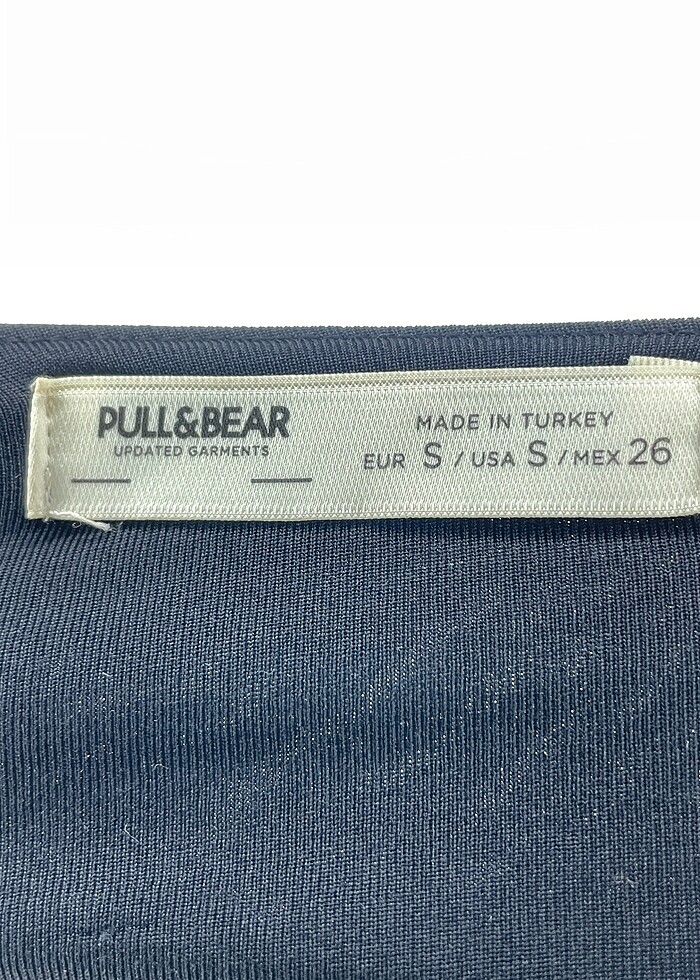 PULL&BEAR
UPDATED GARMENTS
MADE IN TURKEY
EUR S / USA S / MEX 26